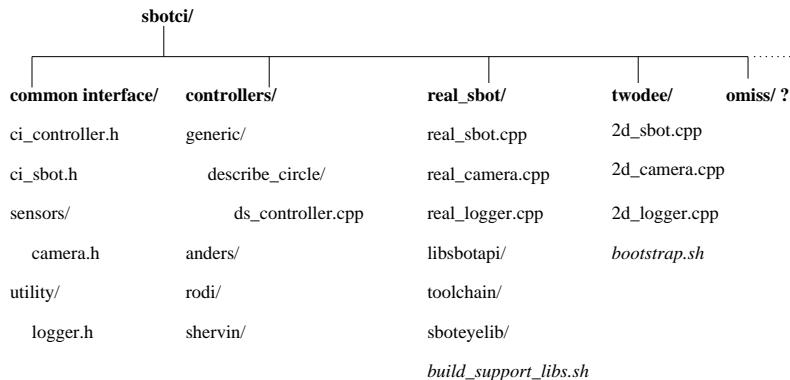 sbotci/
common interface/
ci_controller.h
ci_sbot.h
sensors/
camera.h
utility/
logger.h
controllers/
generic/
describe_circle/
ds_controller.cpp
anders/
rodi/
shervin/
real_sbot/
real_sbot.cpp
real_camera.cpp
real_logger.cpp
libsbotapi/
toolchain/
sboteyelib/
build_support_libs.sh
twodee/
2d_sbot.cpp
2d_camera.cpp
2d_logger.cpp
bootstrap.sh
omiss/ ?